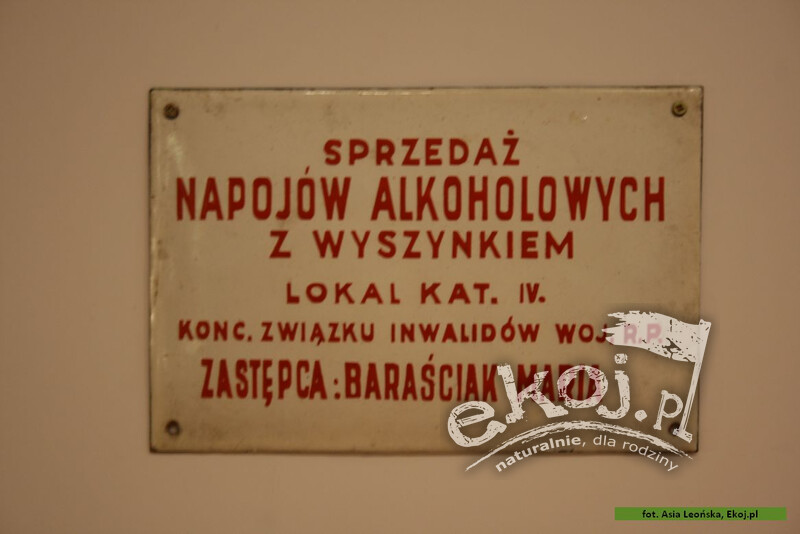 SPRZEDAŻ
NAPOJÓW ALKOHOLOWYCH
Z WYSZYNKIEM
LOKAL KAT. IV.
KONC. ZWIĄZKU INWALIDÓW WOJ. R.P.
ZASTĘPCA: BARAŚCIAK MARIA
ekoj.pl
naturalnie, dla rodziny
fot. Asia Leońska, Ekoj.pl